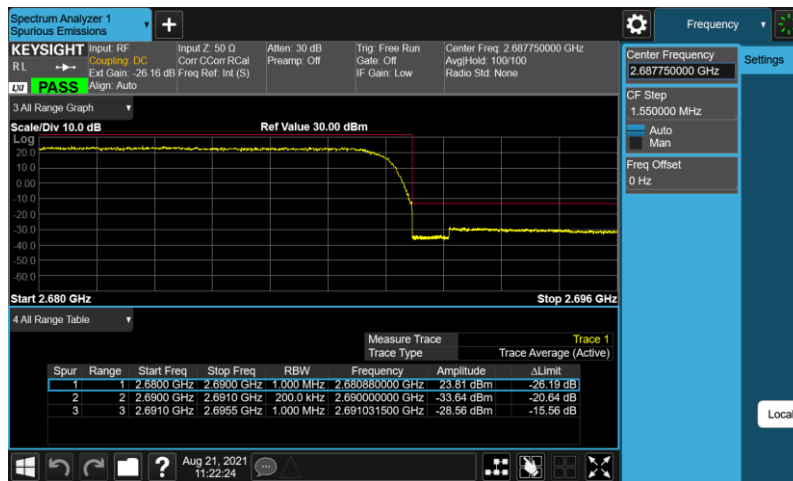 Spectrum Analyzer 1
Spurious Emissions
Frequency
KEYSIGHT Input: RF Input Z: 50 Ω Atten: 30 dB Trig: Free Run Center Freq: 2.687750000 GHz
RL Coupling: DC Corr CCorr RCal Preamp: Off Gate: Off Avg|Hold: 100/100
Ext Gain: -26.16 dB Freq Ref: Int (S) IF Gain: Low Radio Std: None
LXI PASS Align: Auto
Center Frequency
2.687750000 GHz
Settings
CF Step
1.550000 MHz
Auto
Man
Freq Offset
0 Hz
3 All Range Graph
Scale/Div 10.0 dB Ref Value 30.00 dBm
Log
20.0
10.0
0.00
-10.0
-20.0
-30.0
-40.0
-50.0
-60.0
Start 2.680 GHz Stop 2.696 GHz
4 All Range Table
Measure Trace Trace 1
Trace Type Trace Average (Active)
Spur Range Start Freq Stop Freq RBW Frequency Amplitude ΔLimit
1 1 2.6800 GHz 2.6900 GHz 1.000 MHz 2.680880000 GHz 23.81 dBm -26.19 dB
2 2 2.6900 GHz 2.6910 GHz 200.0 kHz 2.690000000 GHz -33.64 dBm -20.64 dB
3 3 2.6910 GHz 2.6955 GHz 1.000 MHz 2.691031500 GHz -28.56 dBm -15.56 dB
Local
Aug 21, 2021
11:22:24